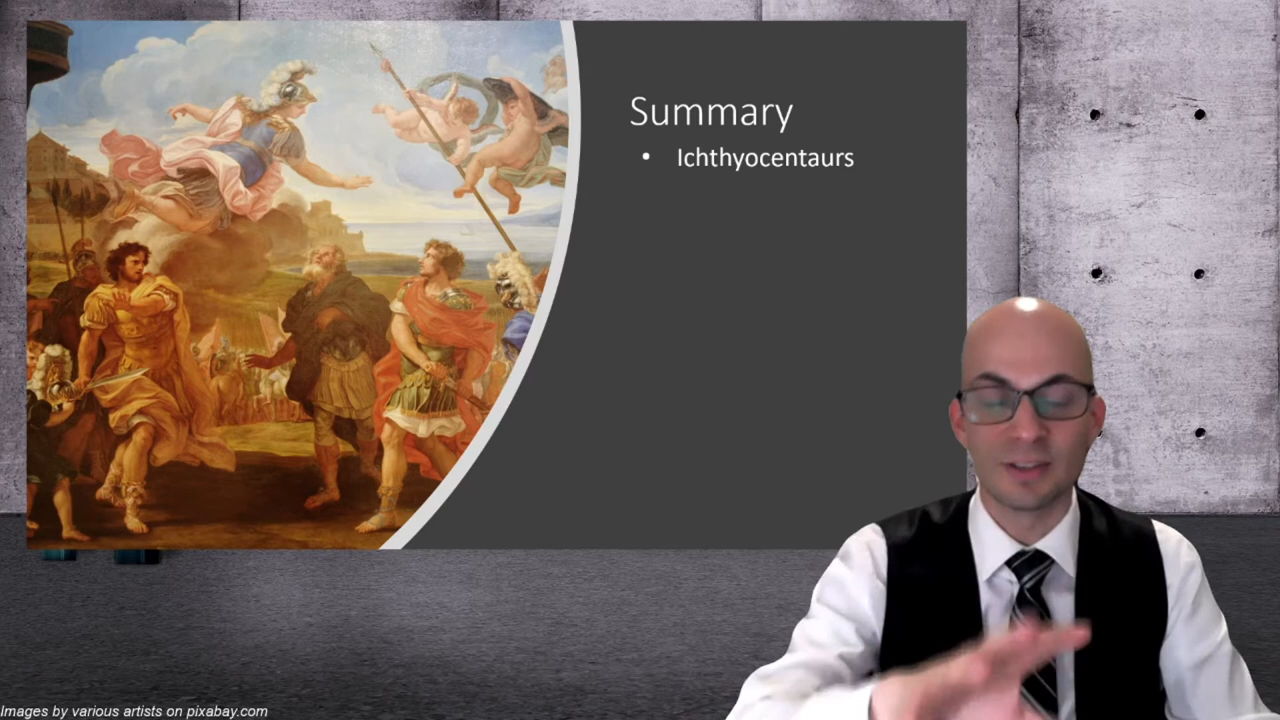 Summary
• Ichthyocentaurs
Images by various artists on pixabay.com